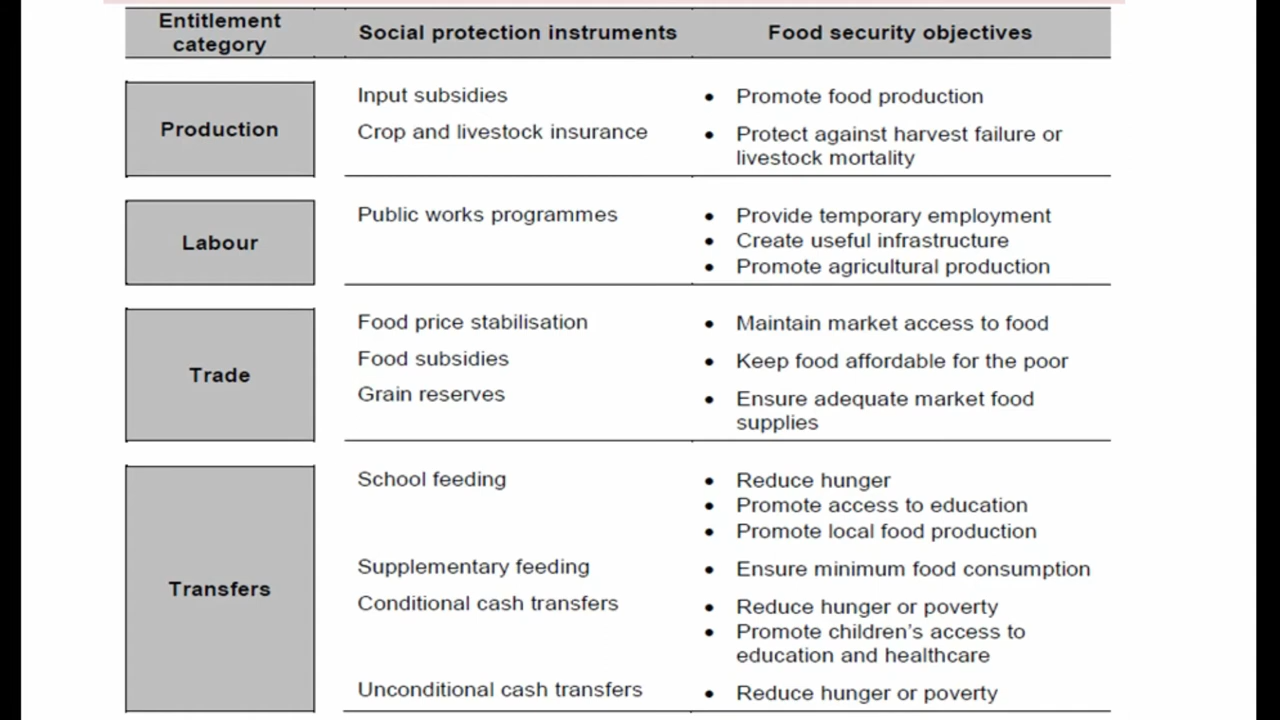 Entitlement
category
Social protection instruments
Food security objectives
Production
Input subsidies
• Promote food production
Crop and livestock insurance
• Protect against harvest failure or
livestock mortality
Labour
Public works programmes
• Provide temporary employment
• Create useful infrastructure
• Promote agricultural production
Trade
Food price stabilisation
• Maintain market access to food
Food subsidies
• Keep food affordable for the poor
Grain reserves
• Ensure adequate market food
supplies
Transfers
School feeding
• Reduce hunger
• Promote access to education
• Promote local food production
Supplementary feeding
• Ensure minimum food consumption
Conditional cash transfers
• Reduce hunger or poverty
• Promote children’s access to
education and healthcare
Unconditional cash transfers
• Reduce hunger or poverty